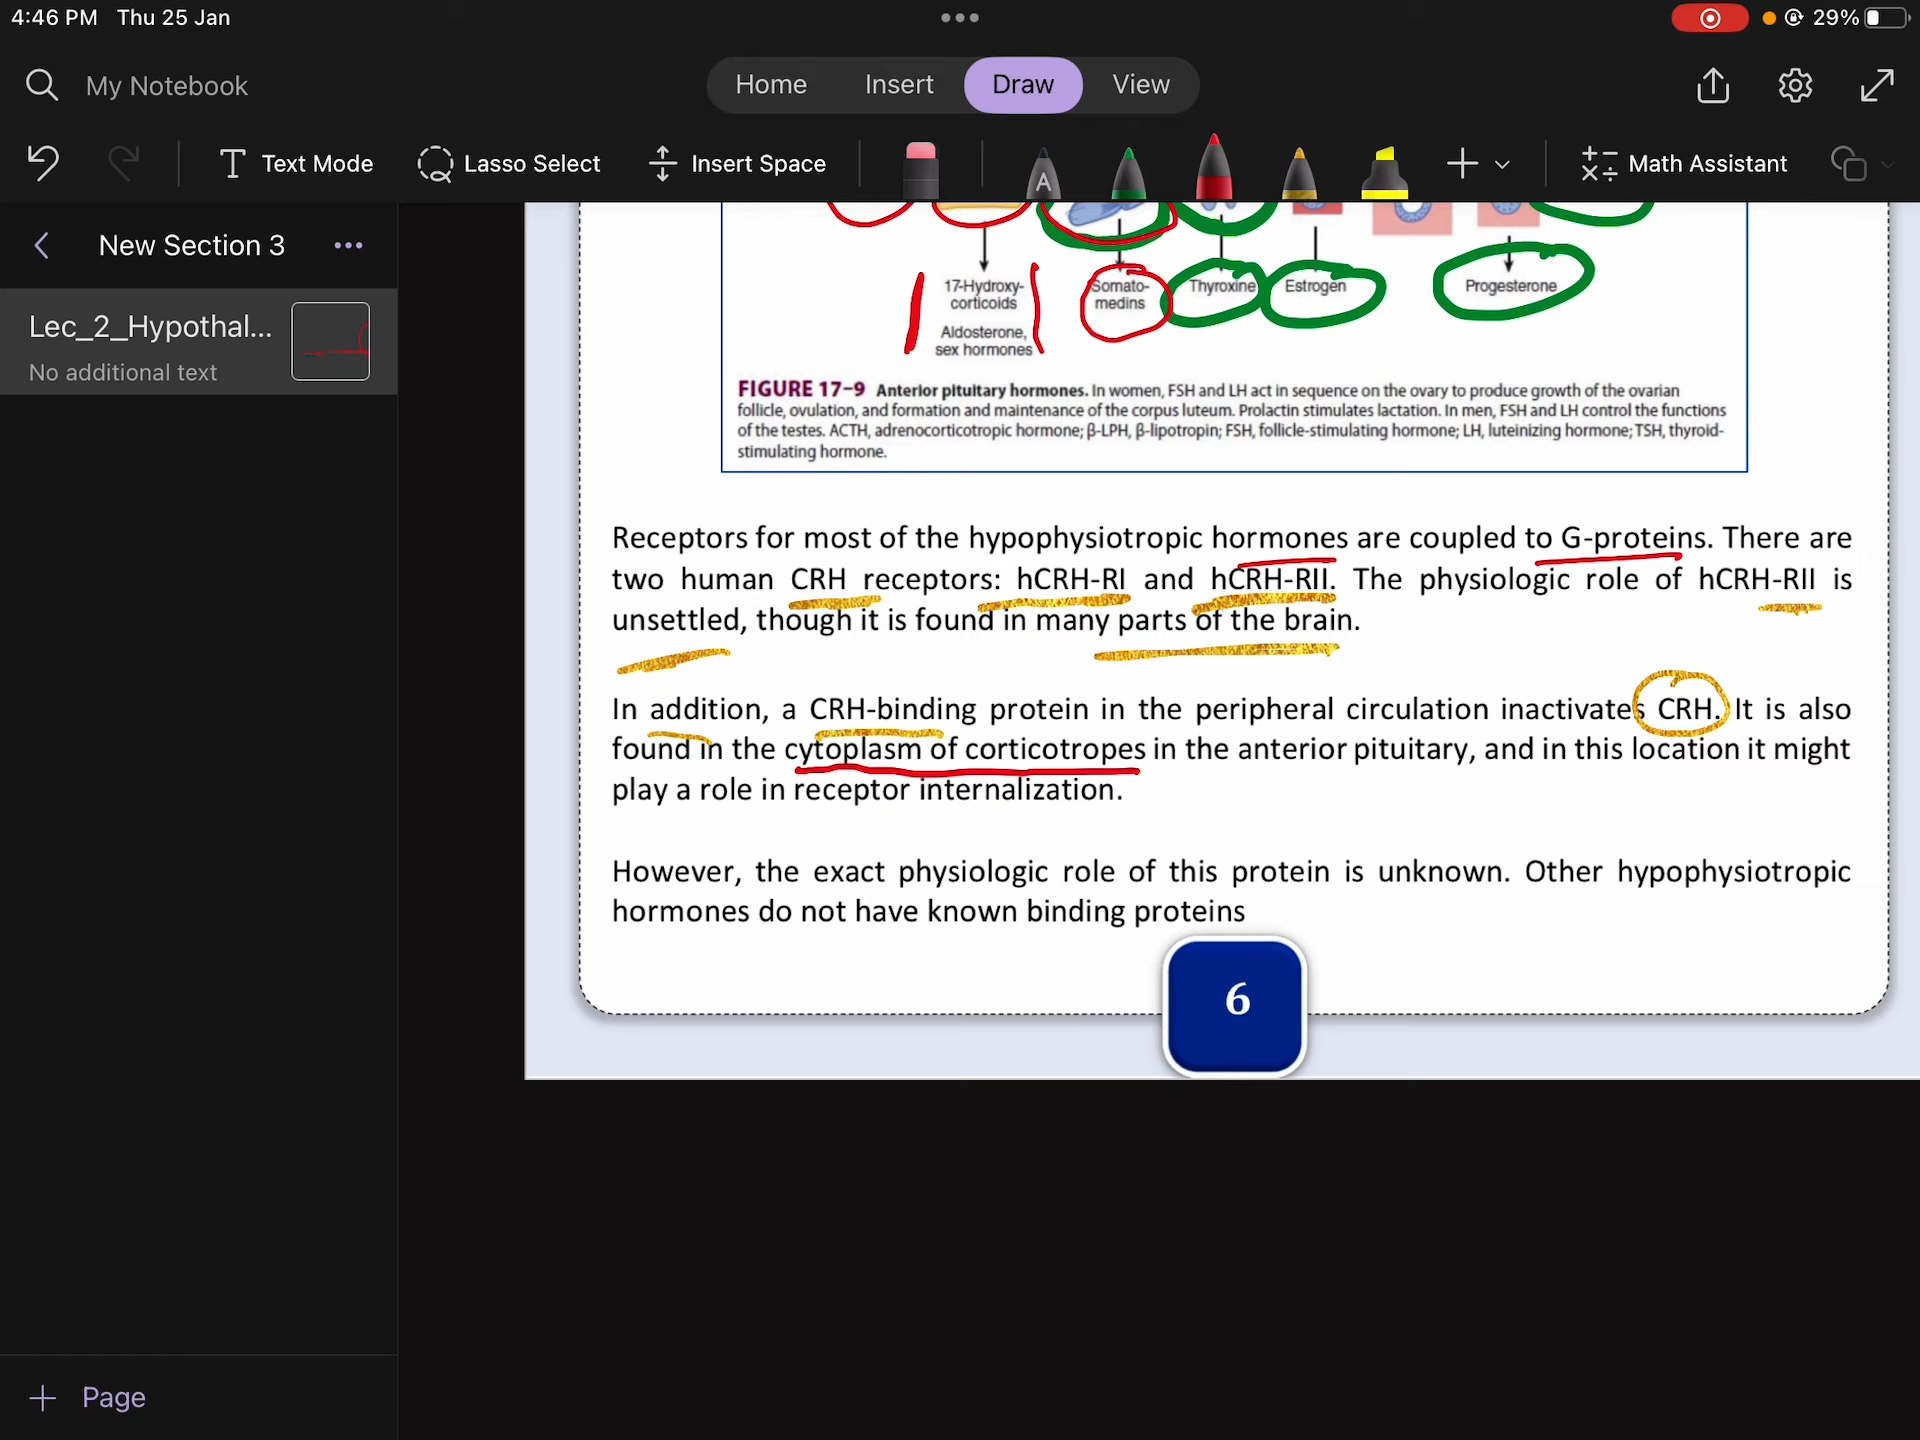 4:46 PM Thu 25 Jan
29%
My Notebook
Home Insert Draw View
Text Mode Lasso Select Insert Space A Math Assistant
New Section 3
Lec_2_Hypothal...
No additional text
17-Hydroxy-
corticoids
Aldosterone,
sex hormones
Somato-
medins
Thyroxine
Estrogen
Progesterone
FIGURE 17–9 Anterior pituitary hormones. In women, FSH and LH act in sequence on the ovary to produce growth of the ovarian
follicle, ovulation, and formation and maintenance of the corpus luteum. Prolactin stimulates lactation. In men, FSH and LH control the functions
of the testes. ACTH, adrenocorticotropic hormone; β-LPH, β-lipotropin; FSH, follicle-stimulating hormone; LH, luteinizing hormone; TSH, thyroid-
stimulating hormone.
Receptors for most of the hypophysiotropic hormones are coupled to G-proteins. There are
two human CRH receptors: hCRH-RI and hCRH-RII. The physiologic role of hCRH-RII is
unsettled, though it is found in many parts of the brain.
In addition, a CRH-binding protein in the peripheral circulation inactivates CRH. It is also
found in the cytoplasm of corticotropes in the anterior pituitary, and in this location it might
play a role in receptor internalization.
However, the exact physiologic role of this protein is unknown. Other hypophysiotropic
hormones do not have known binding proteins
6
Page